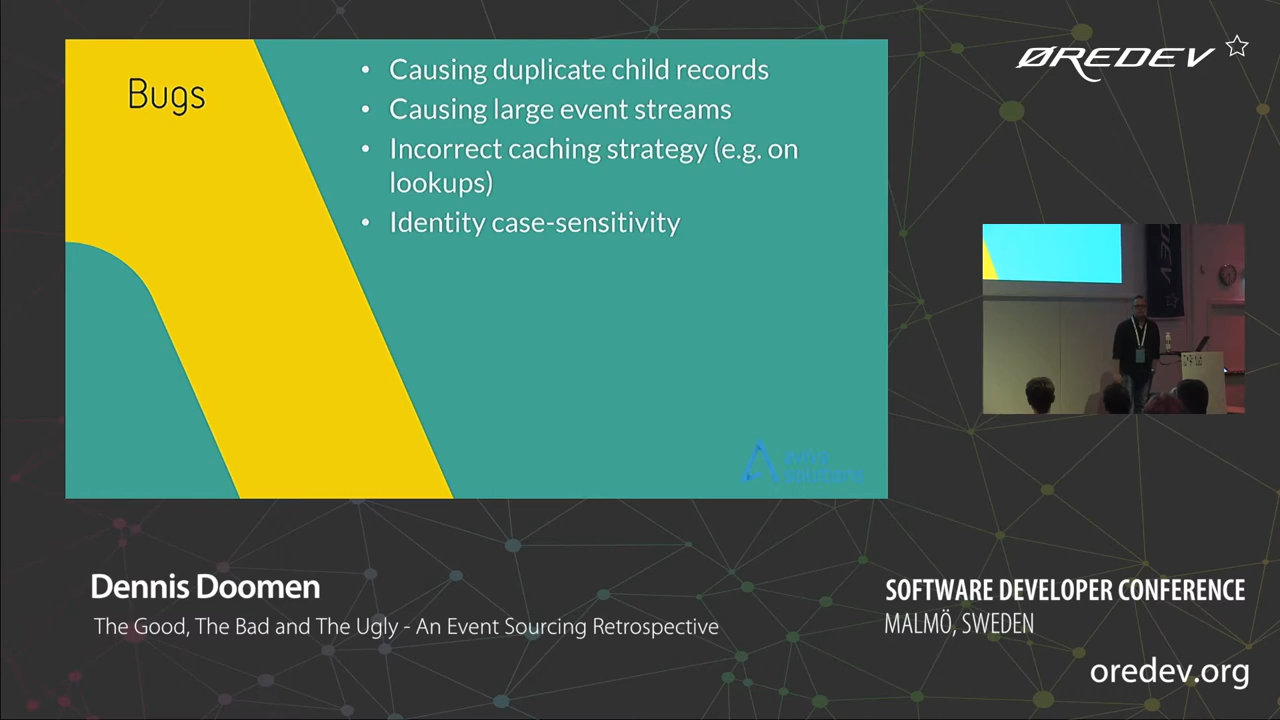 Bugs
• Causing duplicate child records
• Causing large event streams
• Incorrect caching strategy (e.g. on
lookups)
• Identity case-sensitivity
ØREDEV
Dennis Doomen
The Good, The Bad and The Ugly - An Event Sourcing Retrospective
SOFTWARE DEVELOPER CONFERENCE
MALMÖ, SWEDEN
oredev.org